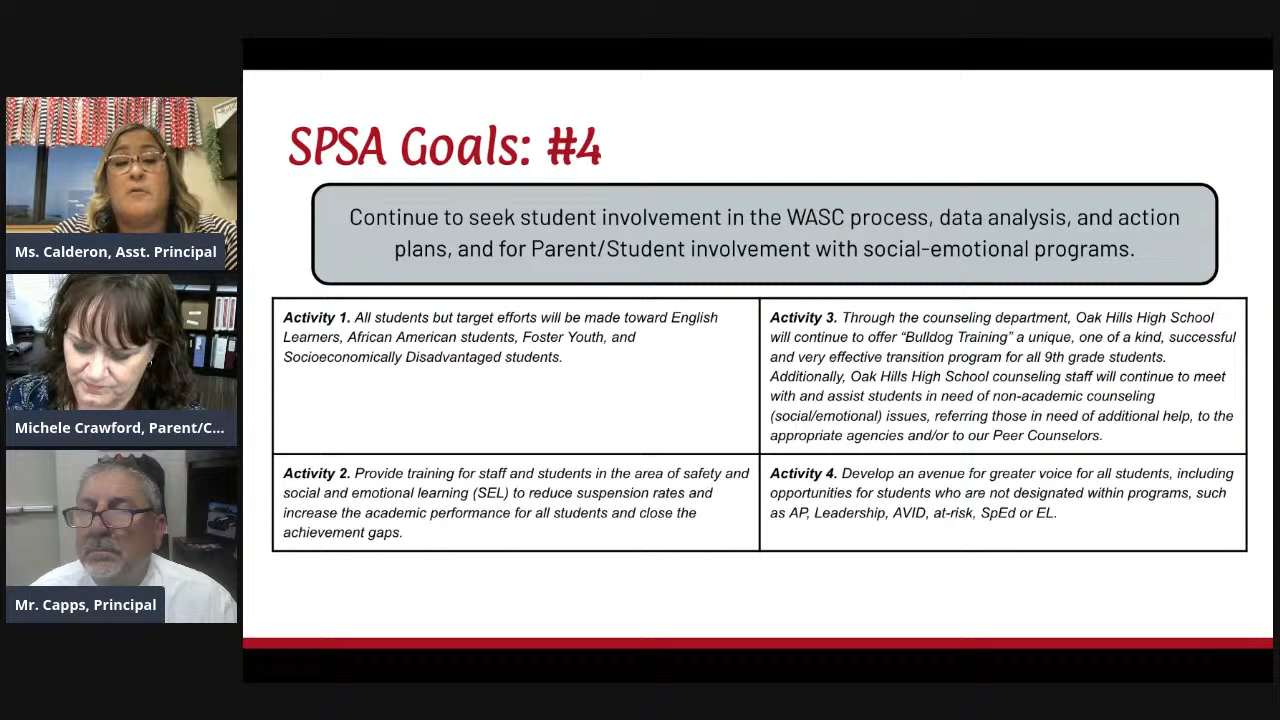 Ms. Calderon, Asst. Principal
Michele Crawford, Parent/C...
Mr. Capps, Principal
SPSA Goals: #4
Continue to seek student involvement in the WASC process, data analysis, and action
plans, and for Parent/Student involvement with social-emotional programs.
Activity 1. All students but target efforts will be made toward English
Learners, African American students, Foster Youth, and
Socioeconomically Disadvantaged students.
Activity 3. Through the counseling department, Oak Hills High School
will continue to offer “Bulldog Training” a unique, one of a kind, successful
and very effective transition program for all 9th grade students.
Additionally, Oak Hills High School counseling staff will continue to meet
with and assist students in need of non-academic counseling
(social/emotional) issues, referring those in need of additional help, to the
appropriate agencies and/or to our Peer Counselors.
Activity 2. Provide training for staff and students in the area of safety and
social and emotional learning (SEL) to reduce suspension rates and
increase the academic performance for all students and close the
achievement gaps.
Activity 4. Develop an avenue for greater voice for all students, including
opportunities for students who are not designated within programs, such
as AP, Leadership, AVID, at-risk, SpEd or EL.